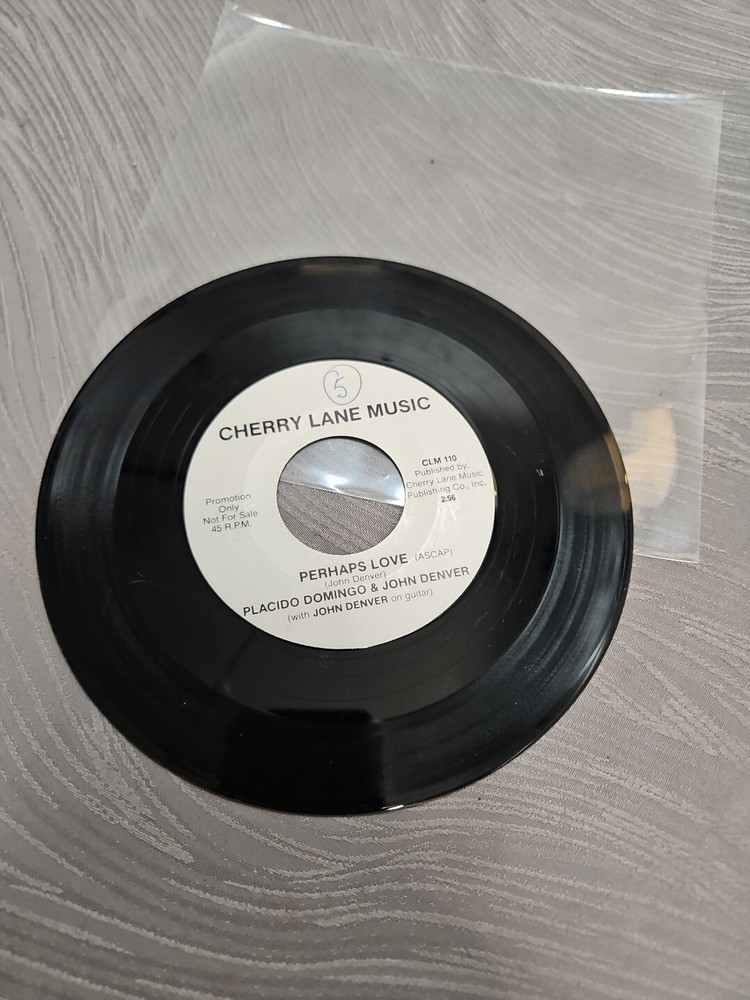 5
CHERRY LANE MUSIC
Promotion
Only
Not For Sale
45 R.P.M.
CLM 110
Published by:
Cherry Lane Music
Publishing Co., Inc.
2:56
PERHAPS LOVE (ASCAP)
(John Denver)
PLACIDO DOMINGO & JOHN DENVER
(with JOHN DENVER on guitar)